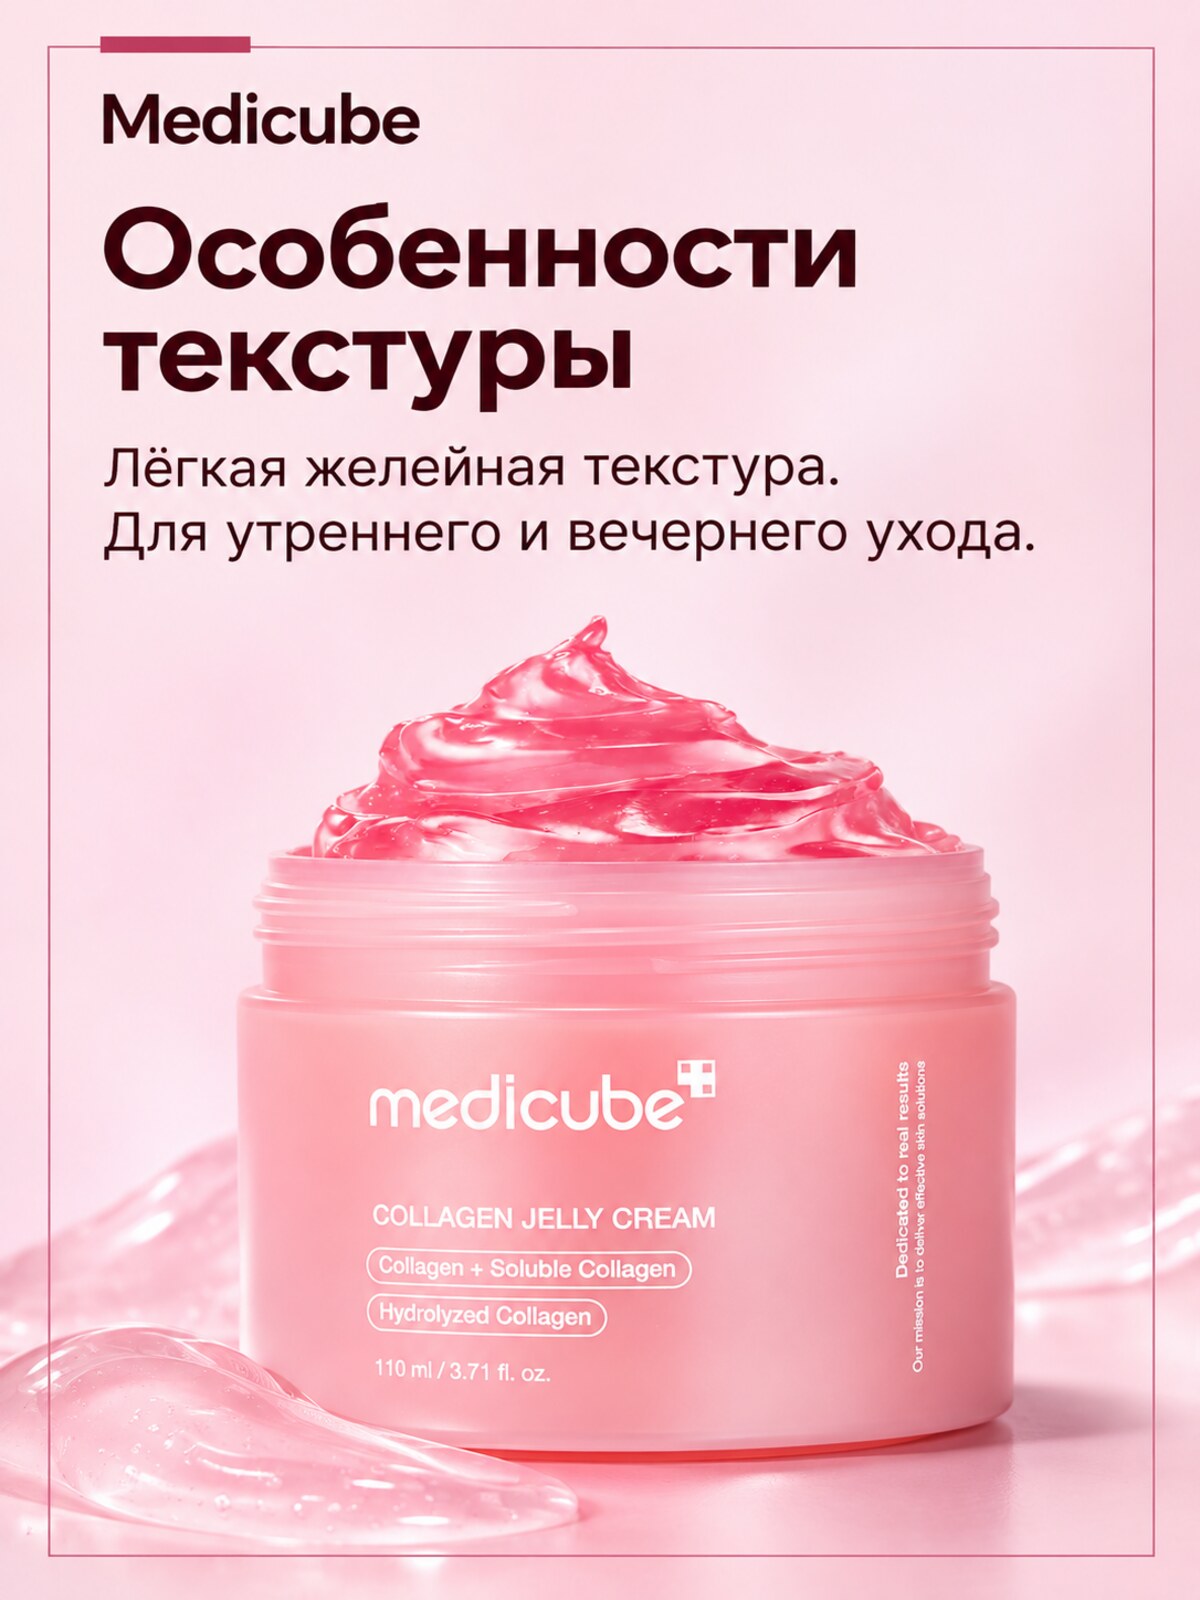 Medicube
Особенности
текстуры
Лёгкая желейная текстура.
Для утреннего и вечернего ухода.
medicube
COLLAGEN JELLY CREAM
Collagen + Soluble Collagen
Hydrolyzed Collagen
110 ml / 3.71 fl. oz.
Dedicated to real results
Our mission is to deliver effective skin solutions